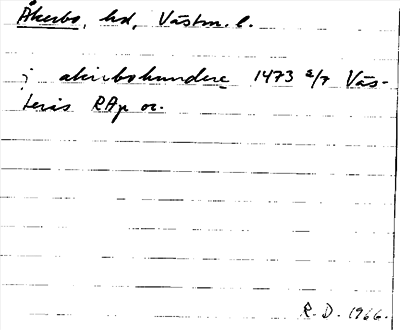 Åkerbo, hd, Västm. l.
j akirbohundere 1473 2/7 Väs-
terås RAp or.
R. D. 1966.